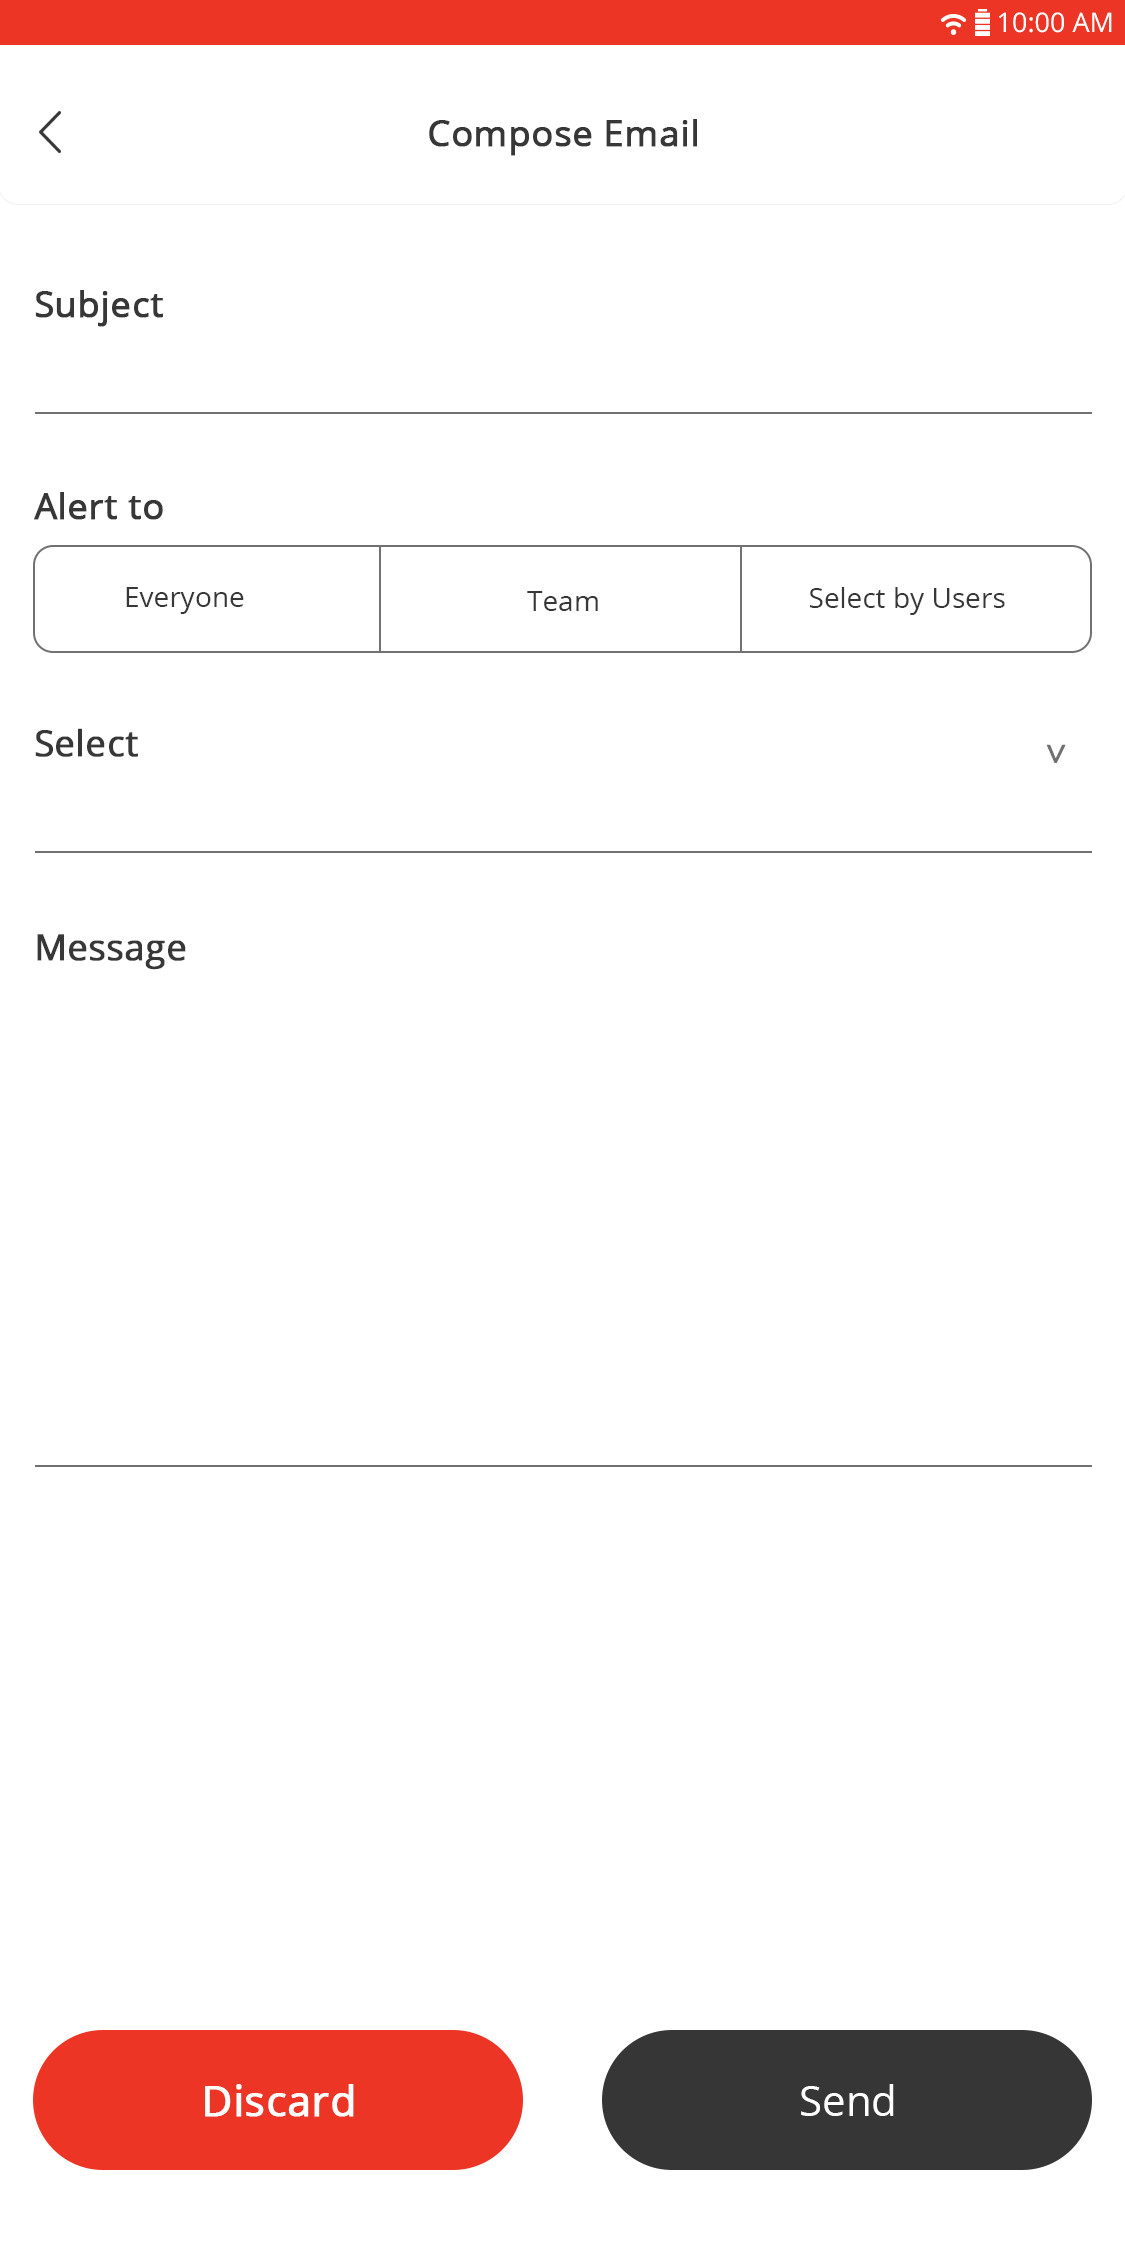 10:00 AM
Compose Email
Subject
Alert to
Everyone
Team
Select by Users
Select
Message
Discard
Send